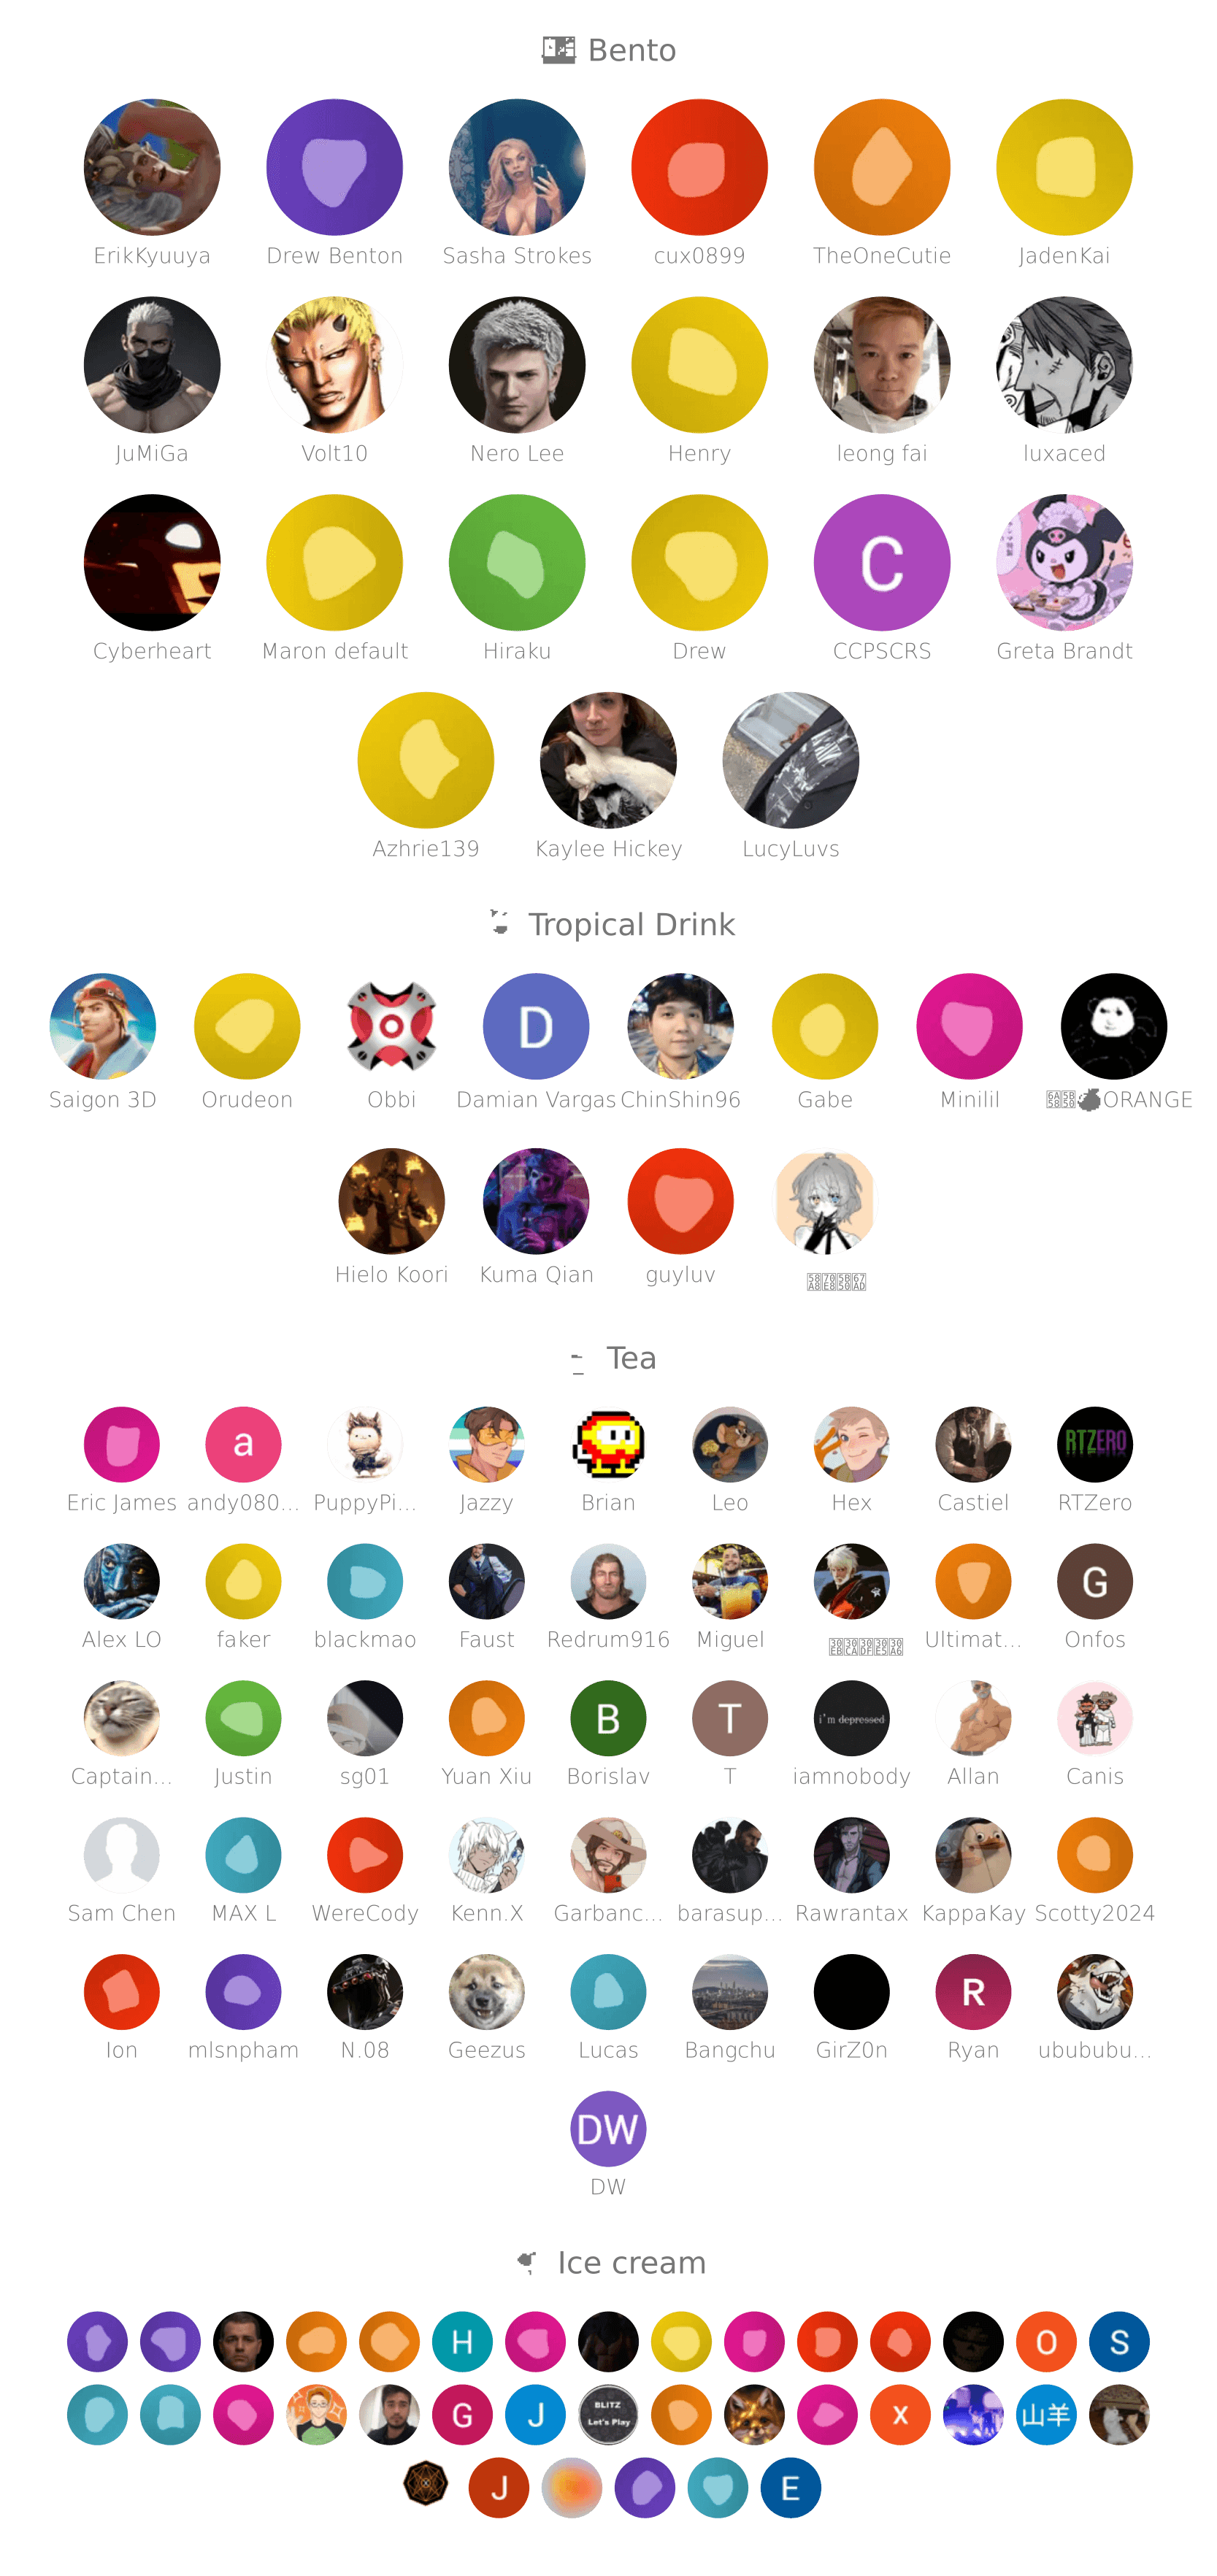 Bento
ErikKyuuya Drew Benton Sasha Strokes cux0899 TheOneCutie JadenKai
JuMiGa Volt10 Nero Lee Henry leong fai luxaced
Cyberheart Maron default Hiraku Drew CCPSCRS Greta Brandt
C
Azhrie139 Kaylee Hickey LucyLuvs
Tropical Drink
D
Saigon 3D Orudeon Obbi Damian Vargas ChinShin96 Gabe Minilil ORANGE
Hielo Koori Kuma Qian guyluv
Tea
a RTZERO
Eric James andy080... PuppyPi... Jazzy Brian Leo Hex Castiel RTZero
G
Alex LO faker blackmao Faust Redrum916 Miguel Ultimat... Onfos
B T i'm depressed
Captain... Justin sg01 Yuan Xiu Borislav T iamnobody Allan Canis
Sam Chen MAX L WereCody Kenn.X Garbanc... barasup... Rawrantax KappaKay Scotty2024
R
Ion mlsnpham N.08 Geezus Lucas Bangchu GirZ0n Ryan ubububu...
DW
DW
Ice cream
H O S
G J BLITZ Let's Play X 山羊
J E